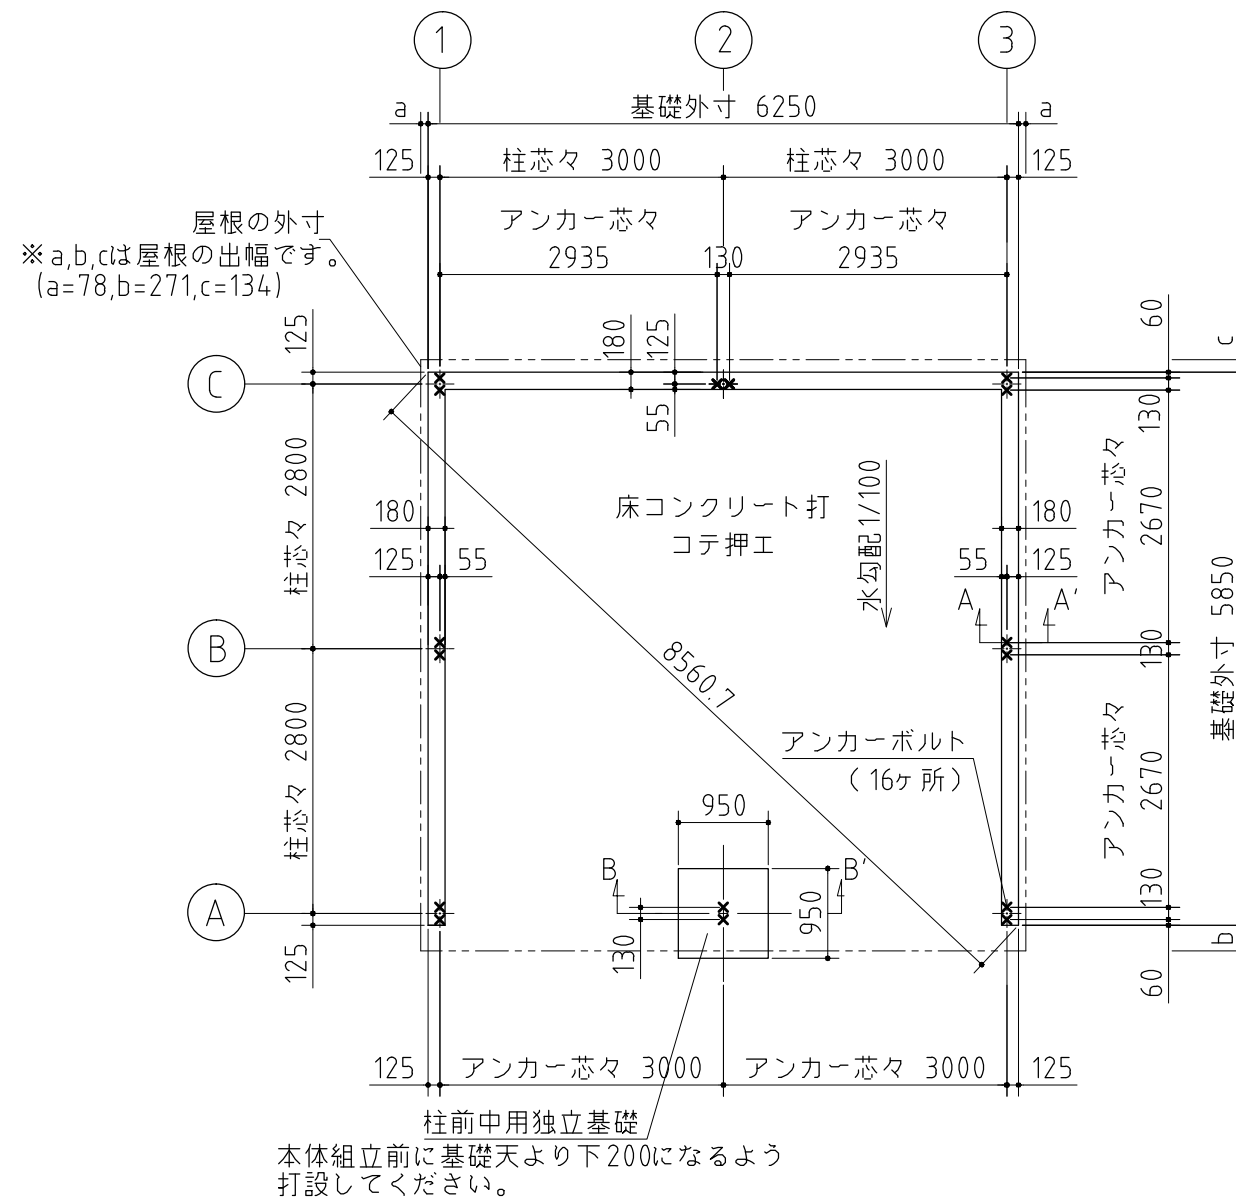 1
2
3
a
基礎外寸 6250
a
125
柱芯々 3000
柱芯々 3000
125
アンカー芯々
アンカー芯々
2935
130
2935
屋根の外寸
※a,b,cは屋根の出幅です。
(a=78,b=271,c=134)
125
180
125
55
60
c
C
130
柱芯々 2800
アンカー芯々
2670
床コンクリート打
コテ押エ
水勾配1/100
180
125
55
180
55
125
A
A'
B
130
基礎外寸 5850
8560.7
柱芯々 2800
アンカー芯々
2670
アンカーボルト
(16ヶ所)
950
B
B'
950
130
A
130
125
b
60
125
アンカー芯々 3000
アンカー芯々 3000
125
柱前中用独立基礎
本体組立前に基礎天より下200になるよう
打設してください。